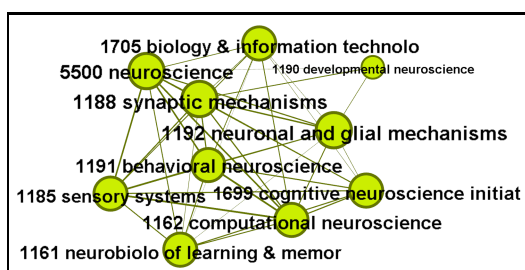 1705 biology & information technolo
1190 developmental neuroscience
5500 neuroscience
1188 synaptic mechanisms
1192 neuronal and glial mechanisms
1191 behavioral neuroscience
1185 sensory systems
1699 cognitive neuroscience initiat
1162 computational neuroscience
1161 neurobiolo of learning & memor